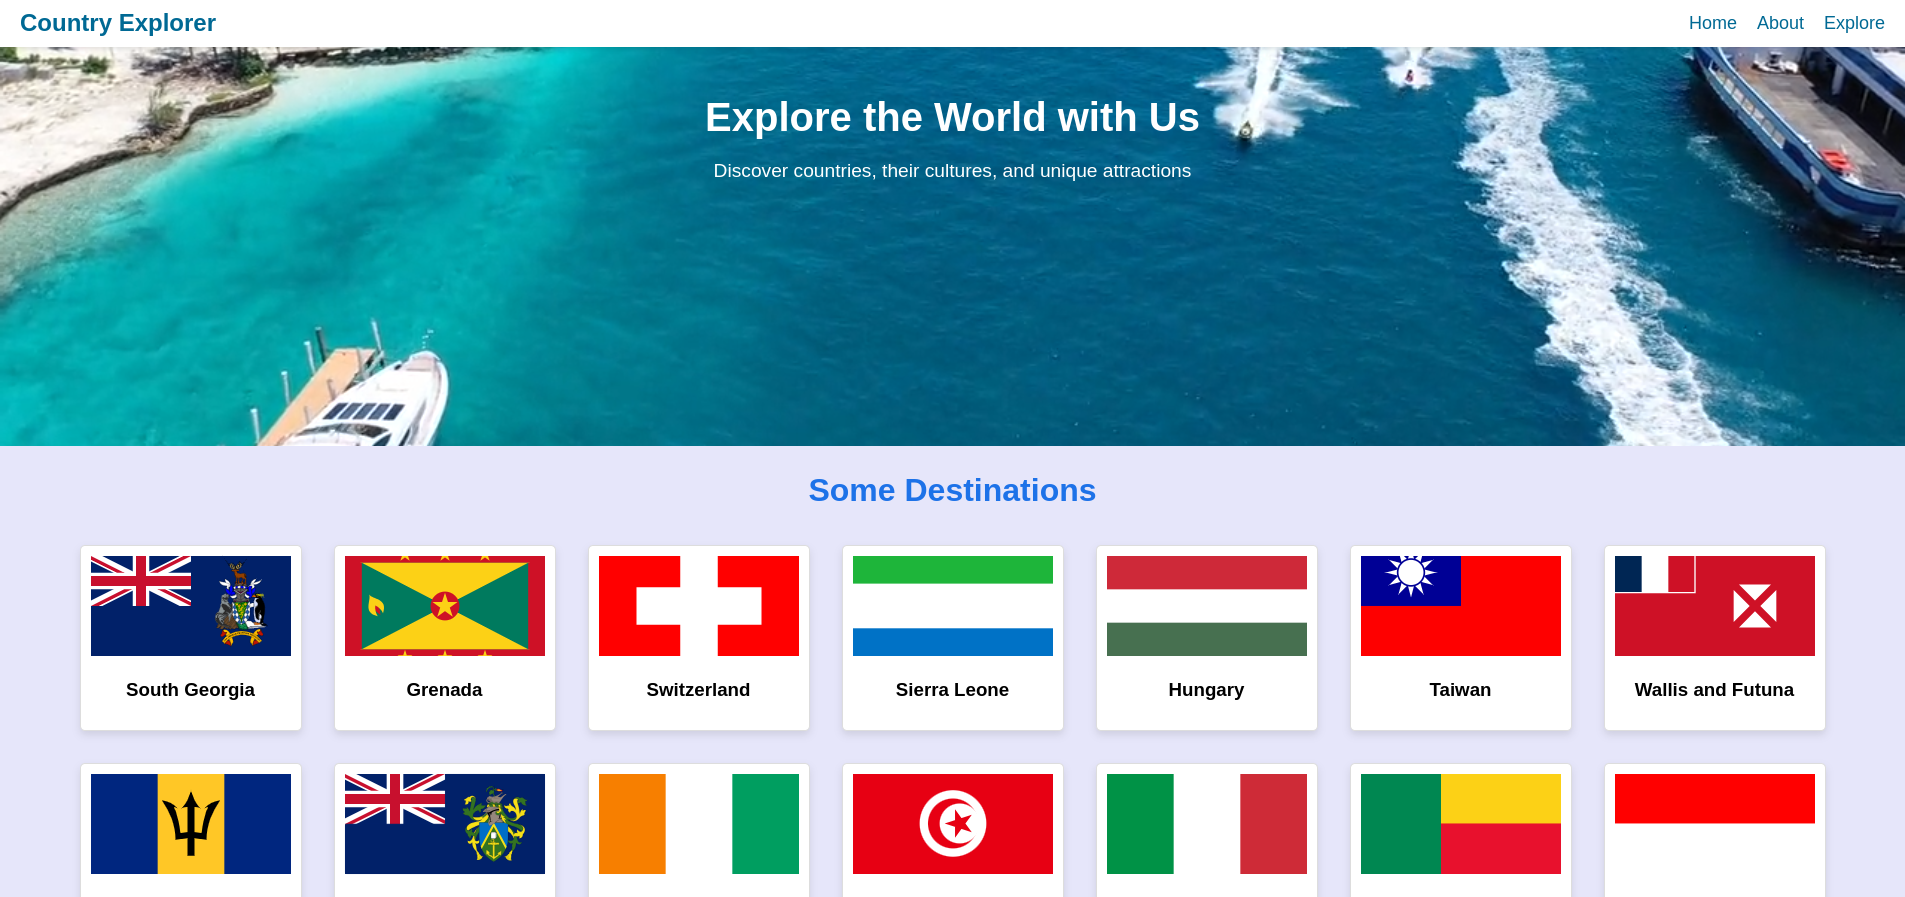 Country Explorer
Home About Explore
Explore the World with Us
Discover countries, their cultures, and unique attractions
Some Destinations
South Georgia
Grenada
Switzerland
Sierra Leone
Hungary
Taiwan
Wallis and Futuna